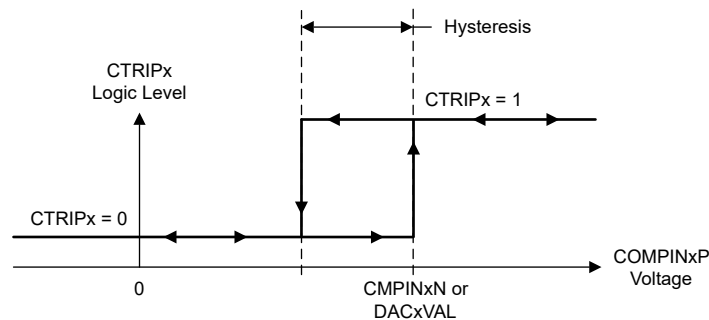 Hysteresis
CTRIPx
Logic Level
CTRIPx = 1
CTRIPx = 0
COMPINxP
Voltage
0
CMPINxN or
DACxVAL